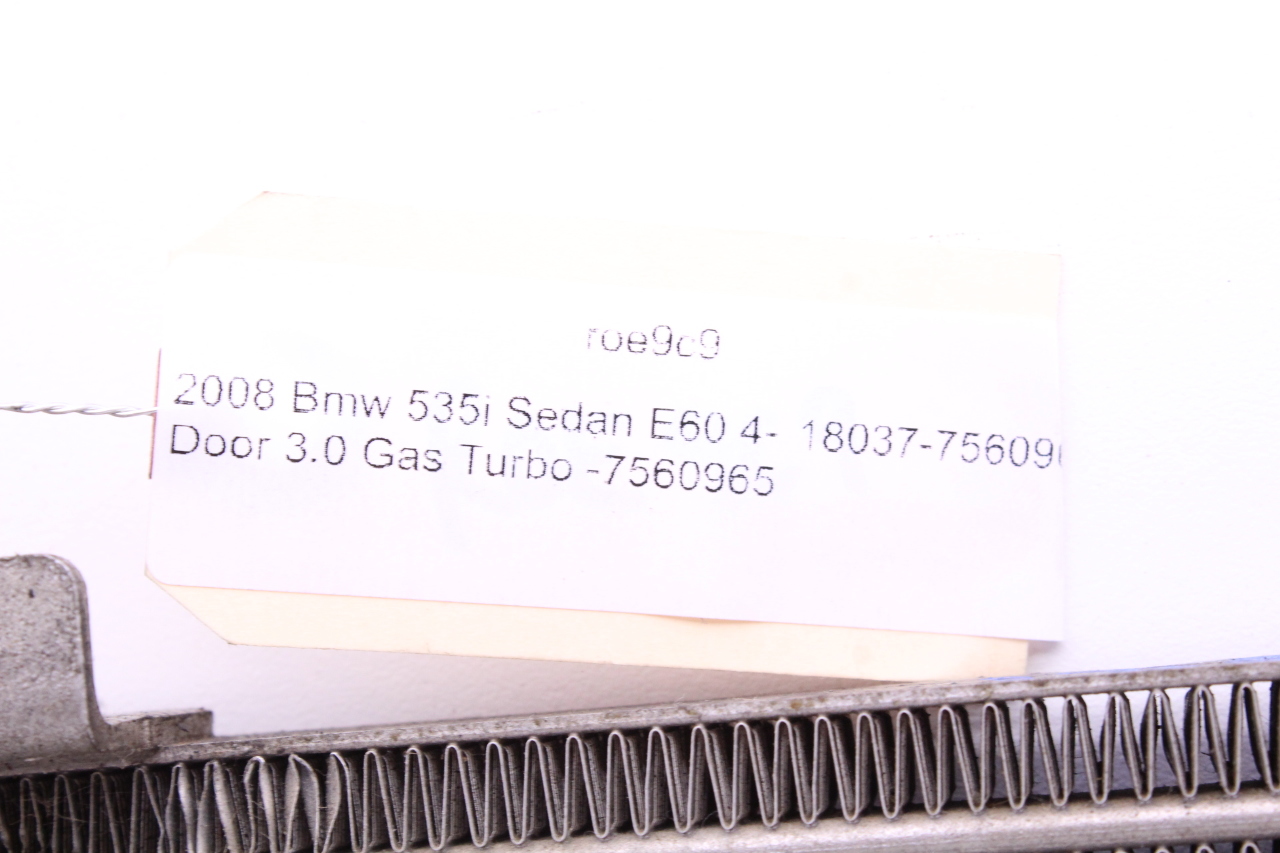 roe9c9
2008 Bmw 535i Sedan E60 4- 18037-75609
Door 3.0 Gas Turbo -7560965